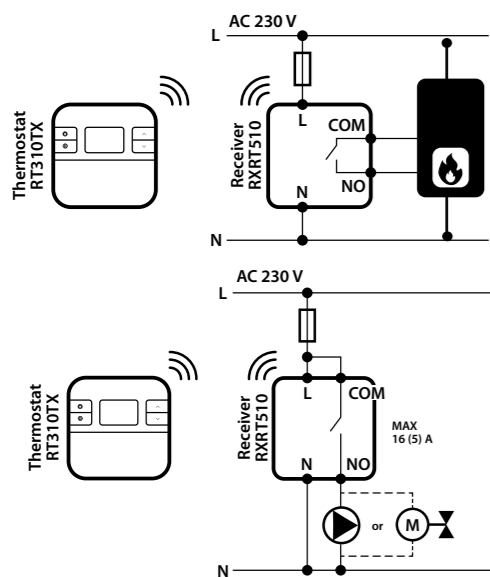 AC 230 V
L
Thermostat
RT310TX
Receiver
RXRT510
L
COM
NO
N
N
AC 230 V
L
Thermostat
RT310TX
Receiver
RXRT510
L
COM
MAX
16 (5) A
N
NO
or
M
N